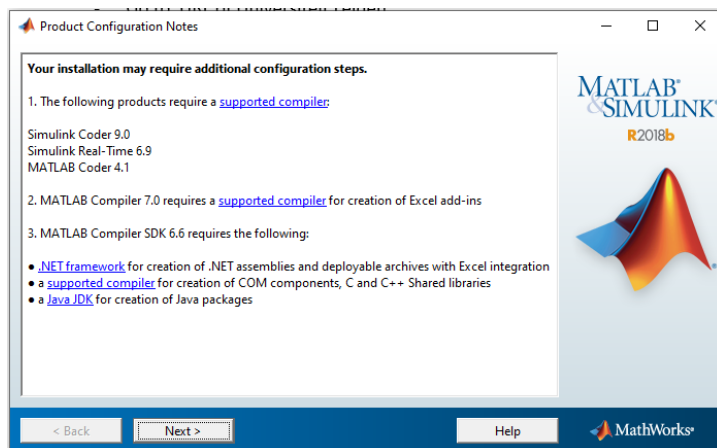 Product Configuration Notes
Your installation may require additional configuration steps.
1. The following products require a supported compiler:
Simulink Coder 9.0
Simulink Real-Time 6.9
MATLAB Coder 4.1
2. MATLAB Compiler 7.0 requires a supported compiler for creation of Excel add-ins
3. MATLAB Compiler SDK 6.6 requires the following:
● .NET framework for creation of .NET assemblies and deployable archives with Excel integration
● a supported compiler for creation of COM components, C and C++ Shared libraries
● a Java JDK for creation of Java packages
MATLAB®
&SIMULINK®
R2018b
< Back
Next >
Help
MathWorks®